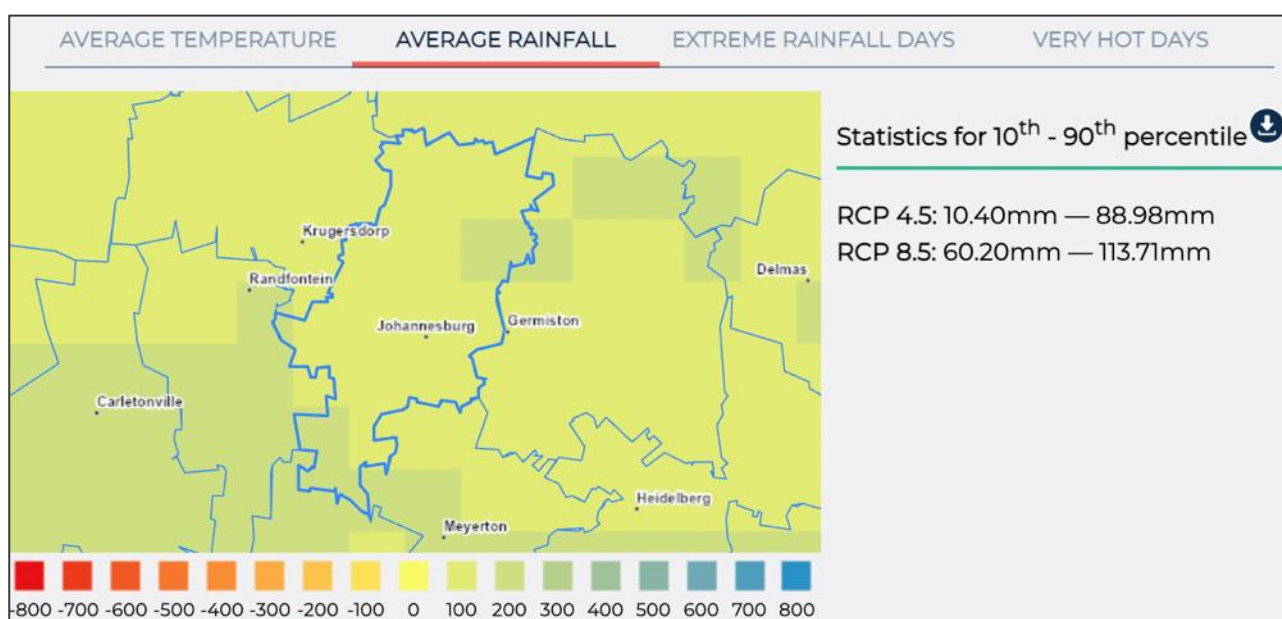 AVERAGE TEMPERATURE AVERAGE RAINFALL EXTREME RAINFALL DAYS VERY HOT DAYS
Statistics for 10th - 90th percentile
RCP 4.5: 10.40mm — 88.98mm
RCP 8.5: 60.20mm — 113.71mm
Krugersdorp
Randfontein
Delmas
Johannesburg
Germiston
Carletonville
Heidelberg
Meyerton
-800 -700 -600 -500 -400 -300 -200 -100 0 100 200 300 400 500 600 700 800